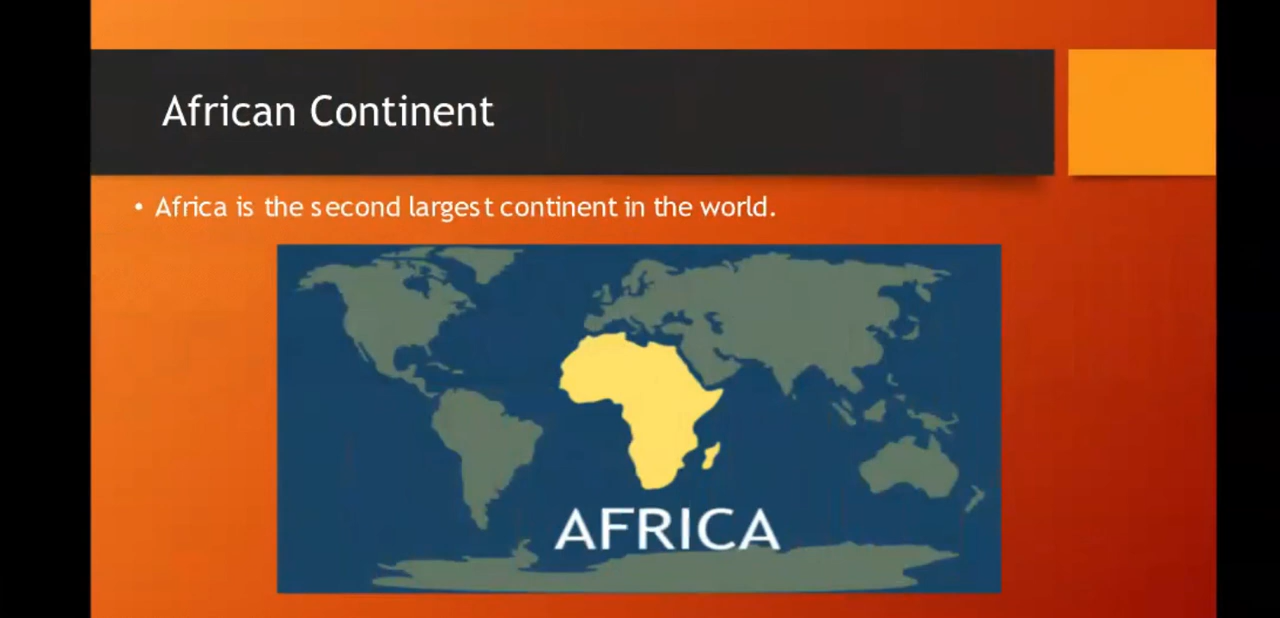 African Continent
• Africa is the second largest continent in the world.
AFRICA